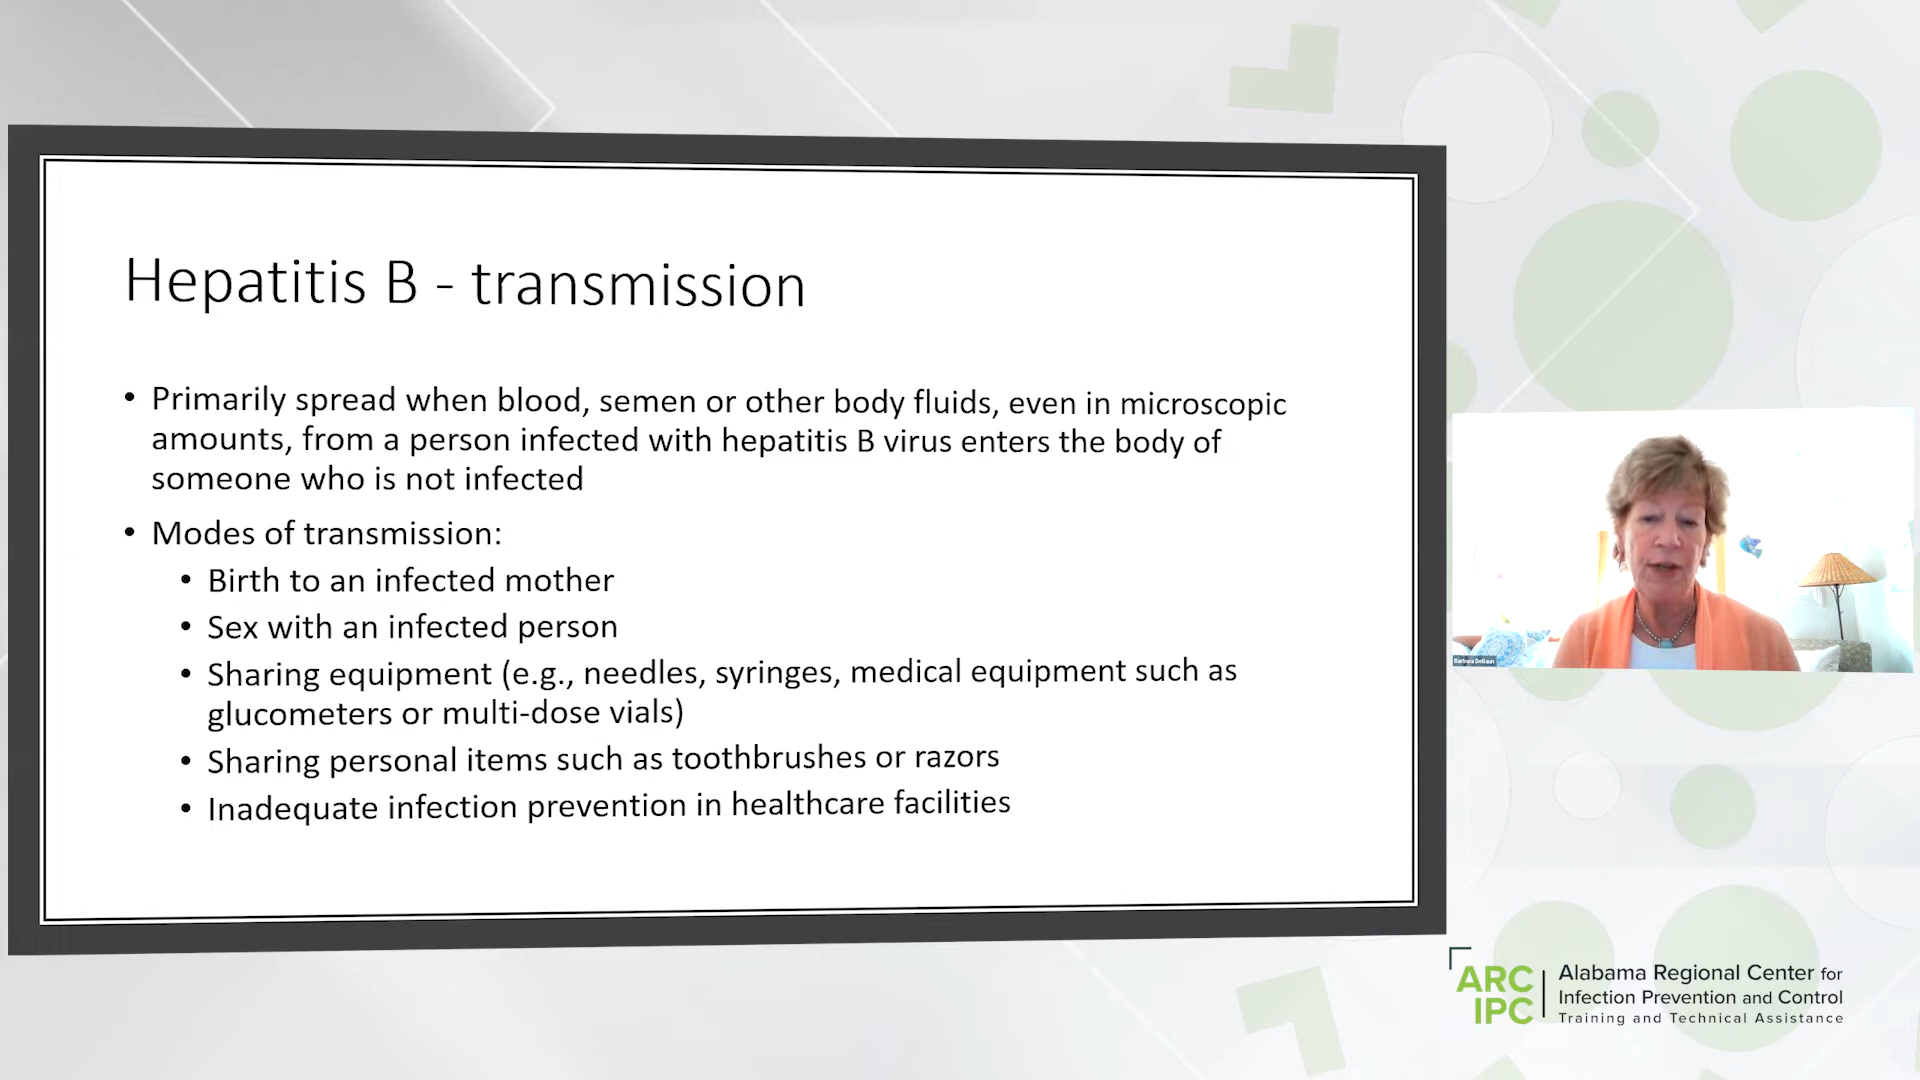 Hepatitis B - transmission
• Primarily spread when blood, semen or other body fluids, even in microscopic
amounts, from a person infected with hepatitis B virus enters the body of
someone who is not infected
• Modes of transmission:
• Birth to an infected mother
• Sex with an infected person
• Sharing equipment (e.g., needles, syringes, medical equipment such as
glucometers or multi-dose vials)
• Sharing personal items such as toothbrushes or razors
• Inadequate infection prevention in healthcare facilities
Barbara DeBaun
ARC
IPC
Alabama Regional Center for
Infection Prevention and Control
Training and Technical Assistance